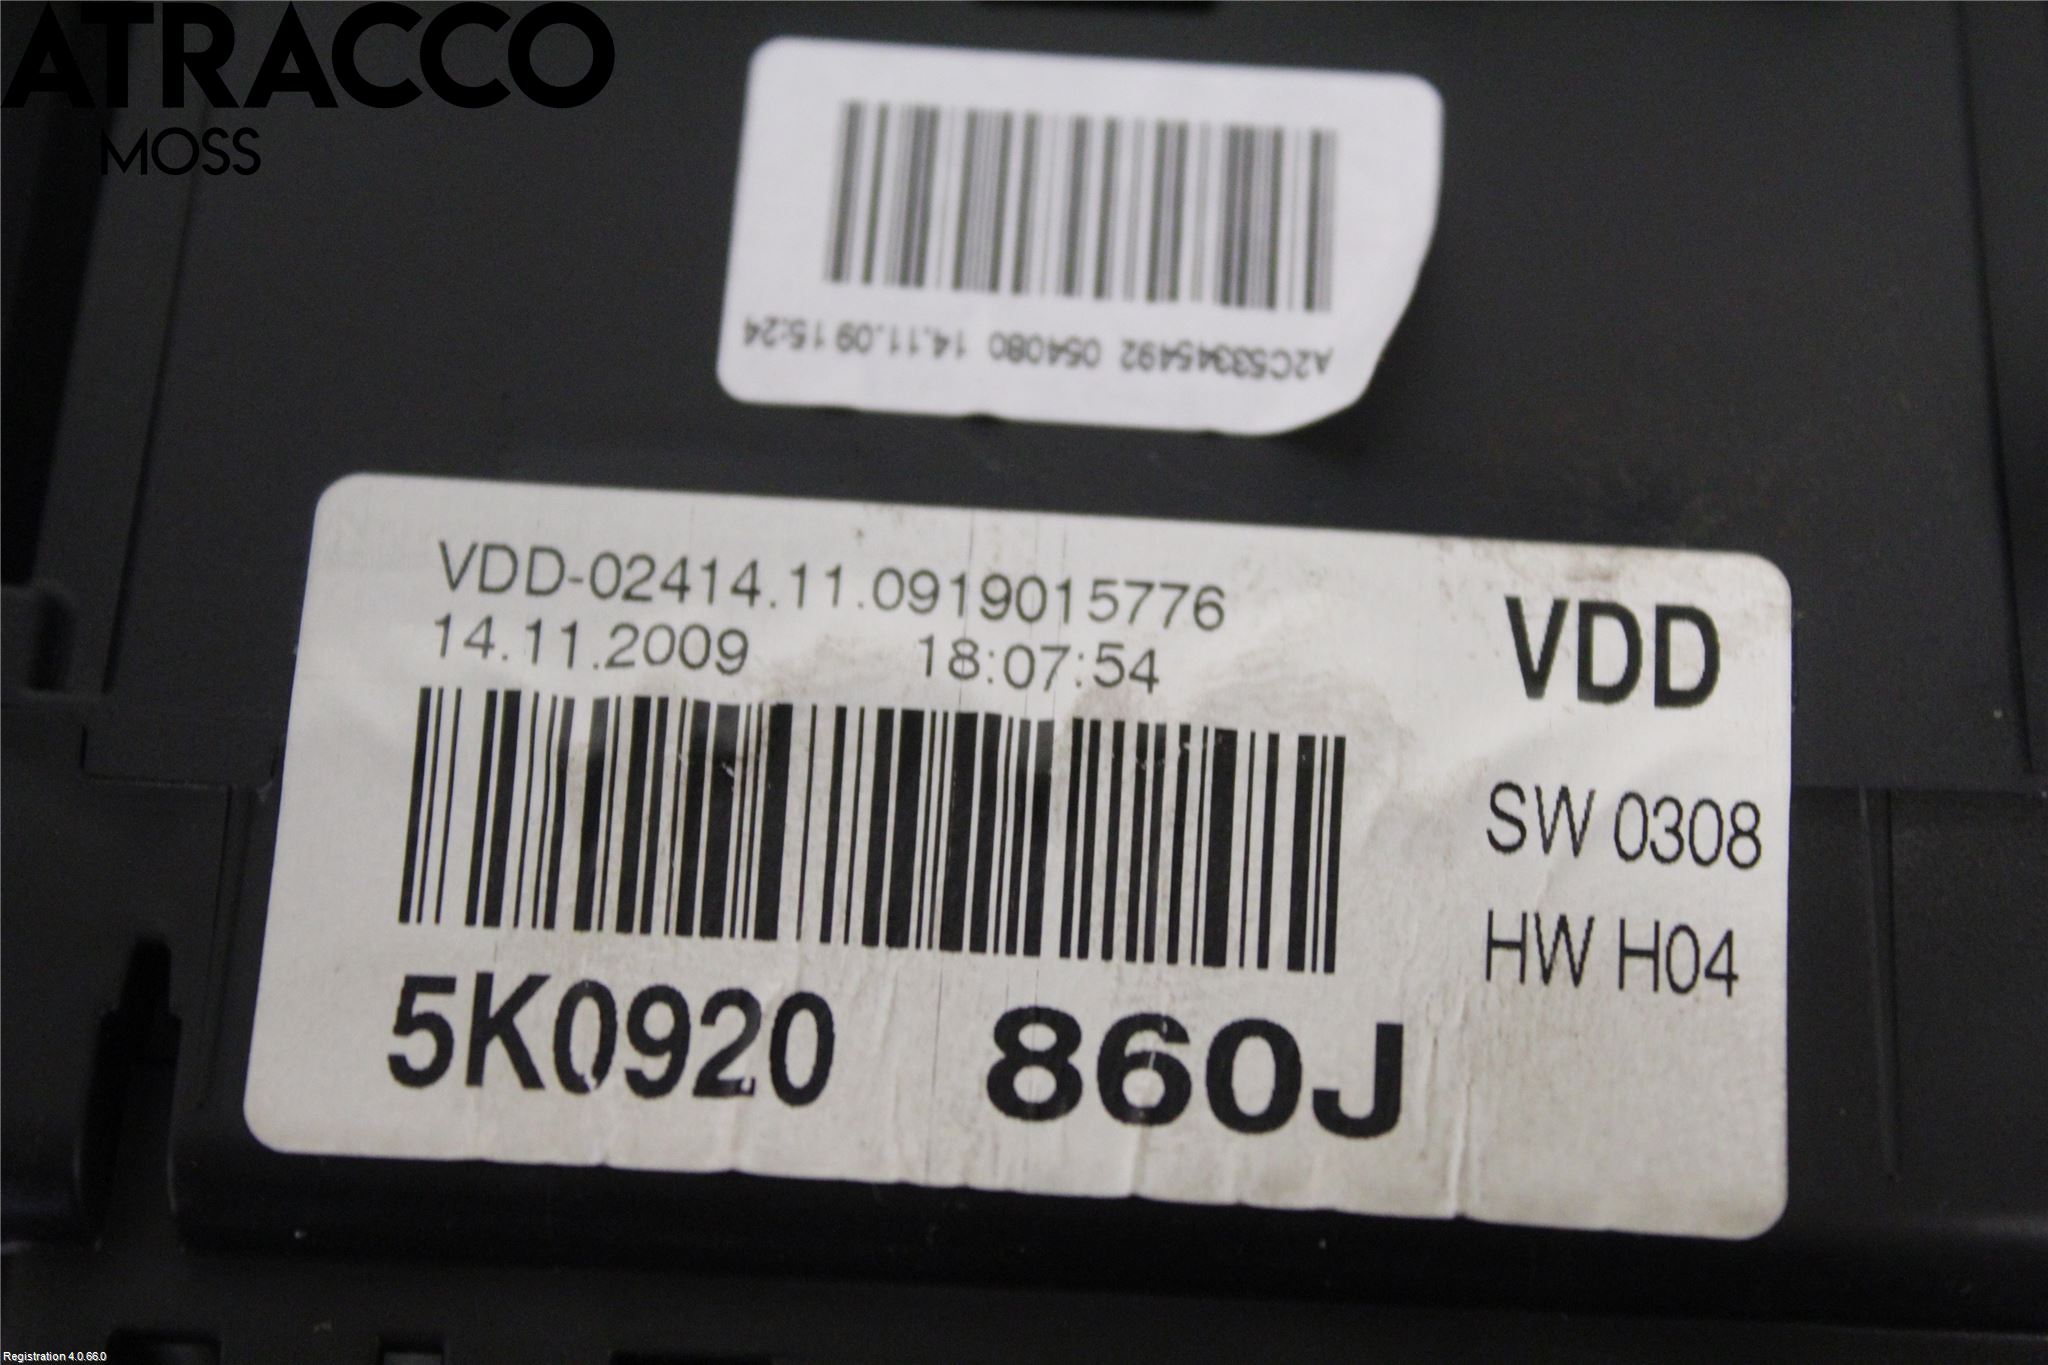 ATRACCO
MOSS
A2C53345492 054080 14.11.09 15:24
VDD-02414.11.0919015776
14.11.2009 18:07:54
VDD
SW 0308
HW H04
5K0920 860J
Registration 4.0.66.0